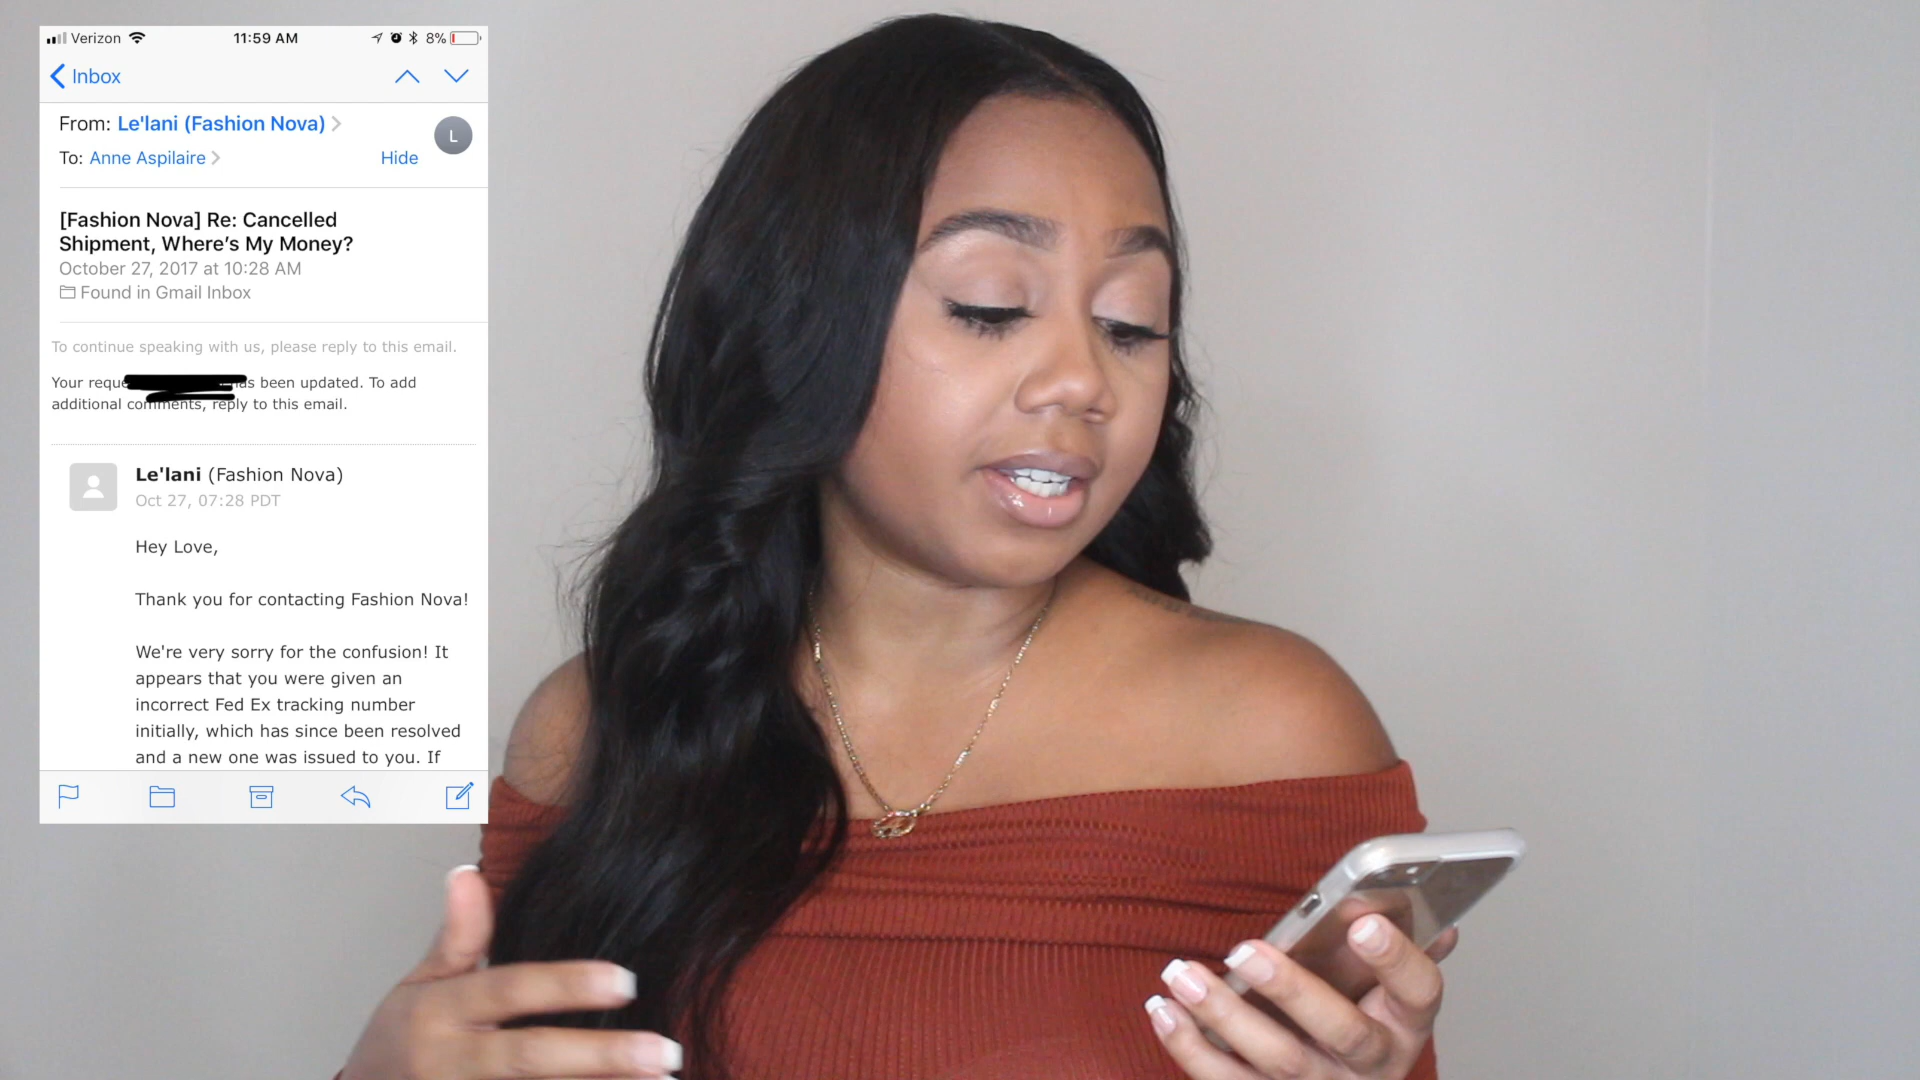 Verizon 11:59 AM 8%
Inbox
From: Le'lani (Fashion Nova)
L
To: Anne Aspilaire Hide
[Fashion Nova] Re: Cancelled
Shipment, Where's My Money?
October 27, 2017 at 10:28 AM
Found in Gmail Inbox
To continue speaking with us, please reply to this email.
Your has been updated. To add
additional comments, reply to this email.
Le'lani (Fashion Nova)
Oct 27, 07:28 PDT
Hey Love,
Thank you for contacting Fashion Nova!
We're very sorry for the confusion! It
appears that you were given an
incorrect Fed Ex tracking number
initially, which has since been resolved
and a new one was issued to you. If